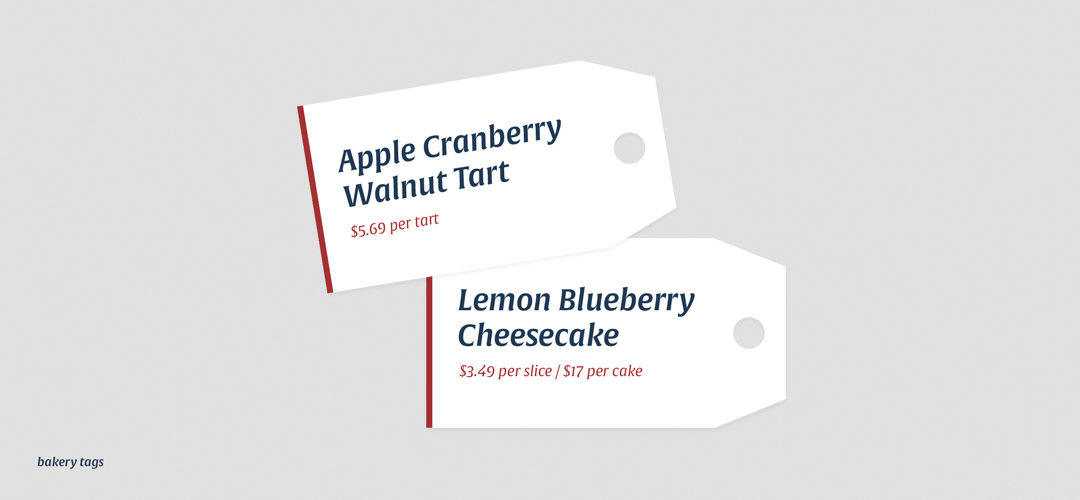 Apple Cranberry
Walnut Tart
$5.69 per tart
Lemon Blueberry
Cheesecake
$3.49 per slice / $17 per cake
bakery tags